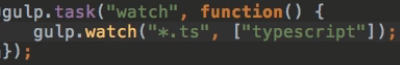 gulp.task("watch", function() {
gulp.watch("*.ts", ["typescript"]);
});